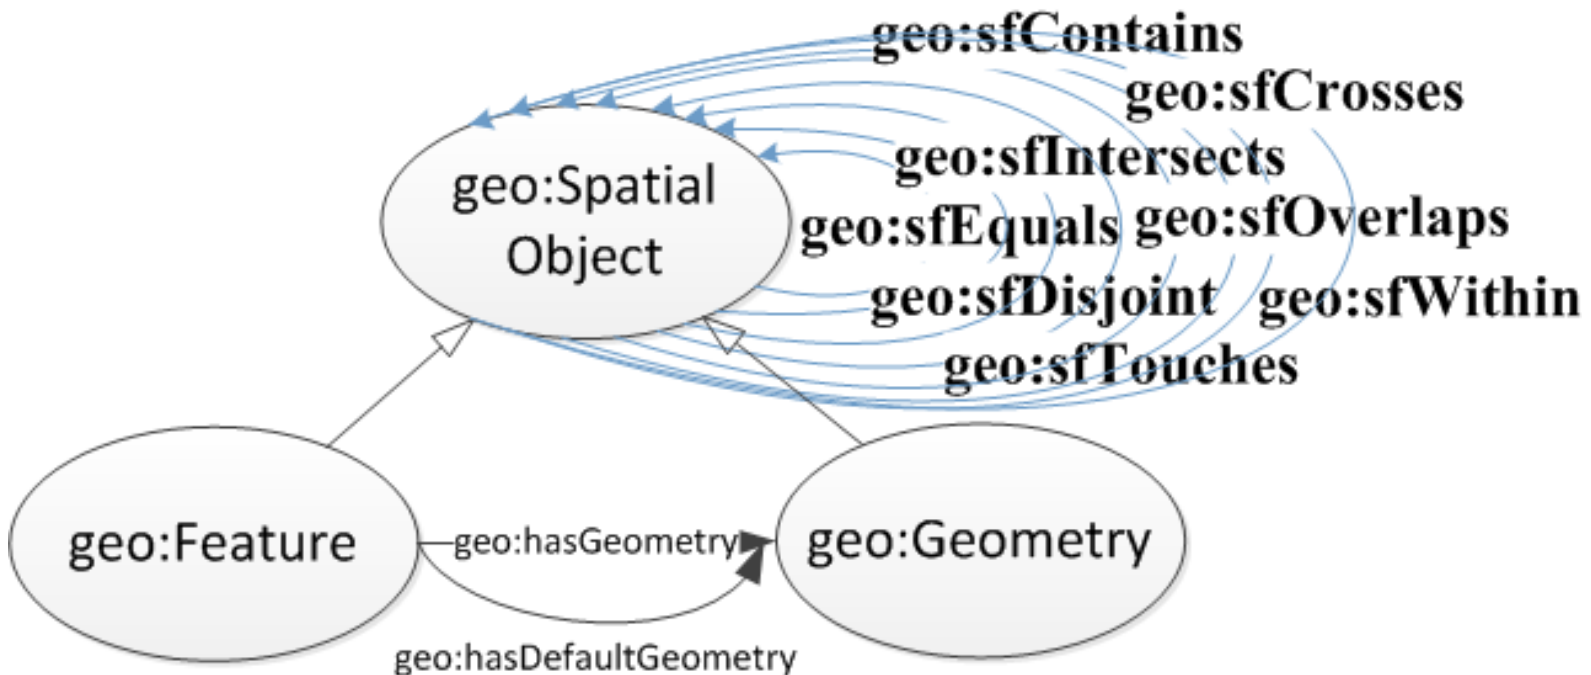 geo:sfContains
geo:sfCrosses
geo:sfIntersects
geo:Spatial
Object
geo:sfEquals
geo:sfOverlaps
geo:sfDisjoint
geo:sfWithin
geo:sfTouches
geo:Feature
geo:hasGeometry
geo:Geometry
geo:hasDefaultGeometry